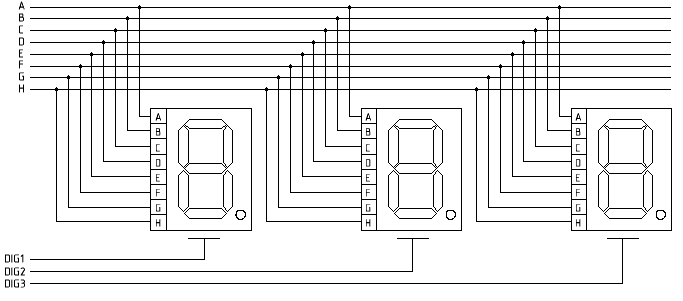 A
B
C
D
E
F
G
H
A A A
B B B
C C C
D D D
E E E
F F F
G G G
H H H
DIG1
DIG2
DIG3